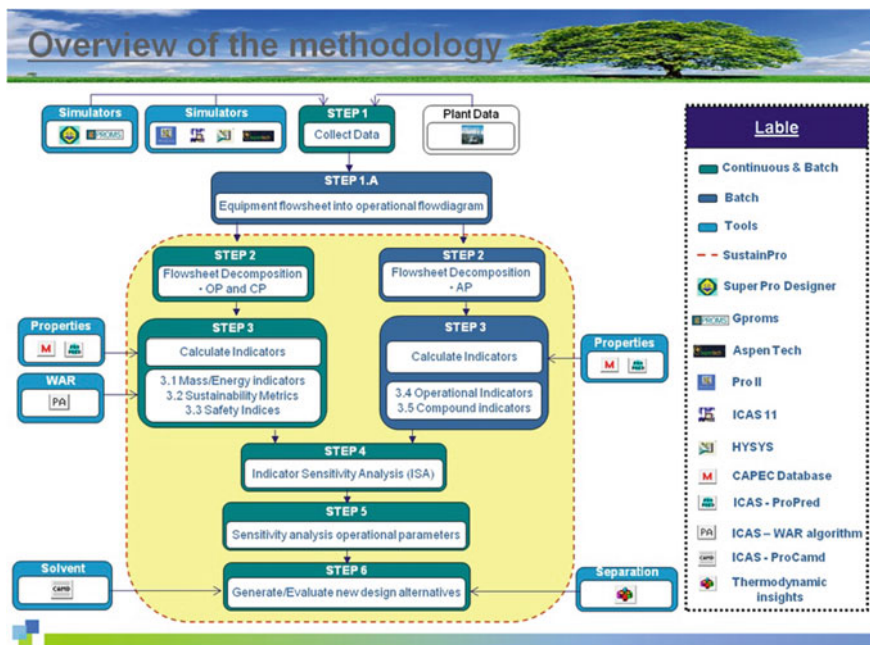 Overview of the methodology
Simulators
PROMS
Simulators
STEP 1
Collect Data
Plant Data
STEP 1.A
Equipment flowsheet into operational flowdiagram
STEP 2
Flowsheet Decomposition
· OP and CP
STEP 2
Flowsheet Decomposition
· AP
STEP 3
Calculate Indicators
3.1 Mass/Energy indicators
3.2 Sustainability Metrics
3.3 Safety Indices
STEP 3
Calculate Indicators
3.4 Operational Indicators
3.5 Compound indicators
Properties
M
WAR
PA
Properties
M
STEP 4
Indicator Sensitivity Analysis (ISA)
STEP 5
Sensitivity analysis operational parameters
STEP 6
Generate/Evaluate new design alternatives
Solvent
CAMD
Separation
Lable
Continuous & Batch
Batch
Tools
SustainPro
Super Pro Designer
PROMS
Gproms
Aspen Tech
Pro II
ICAS 11
HYSYS
M
CAPEC Database
ICAS - ProPred
PA
ICAS – WAR algorithm
CAMD
ICAS - ProCamd
Thermodynamic
insights